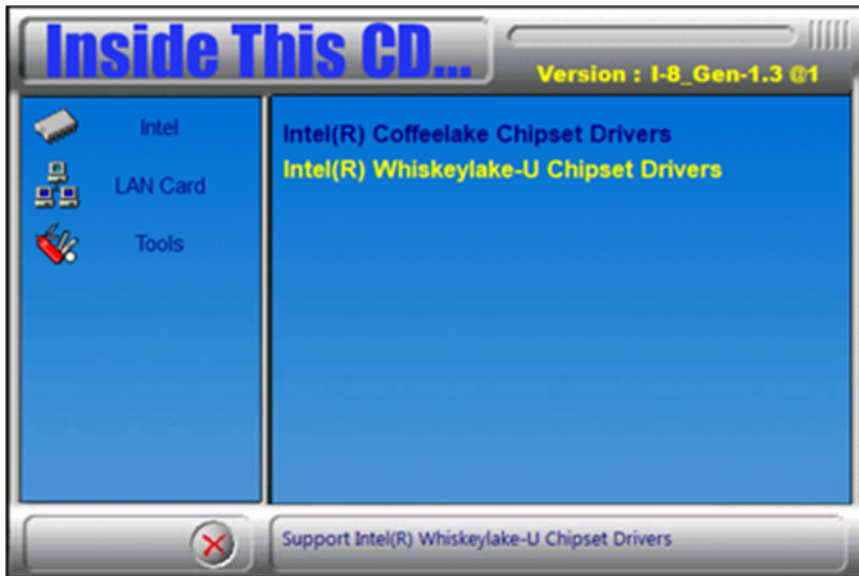 Inside This CD...
Version : I-8_Gen-1.3 @1
Intel
LAN Card
Tools
Intel(R) Coffeelake Chipset Drivers
Intel(R) Whiskeylake-U Chipset Drivers
Support Intel(R) Whiskeylake-U Chipset Drivers